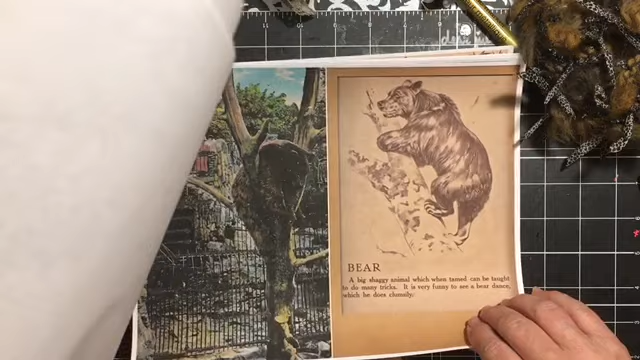 BEAR
A big shaggy animal which when tamed can be taught
to do many tricks. It is very funny to see a bear dance,
which he does clumsily.